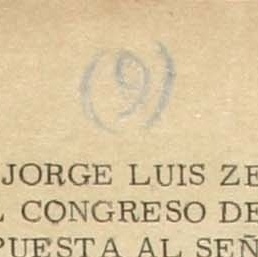 (9)
JORGE LUIS ZE
L CONGRESO DE
PUESTA AL SEÑ